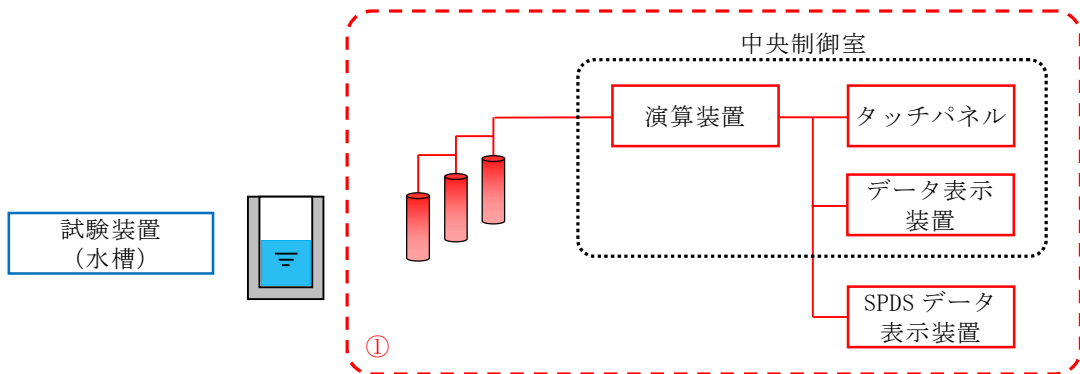 中央制御室
演算装置
タッチパネル
データ表示
装置
SPDS データ
表示装置
試験装置
(水槽)
①